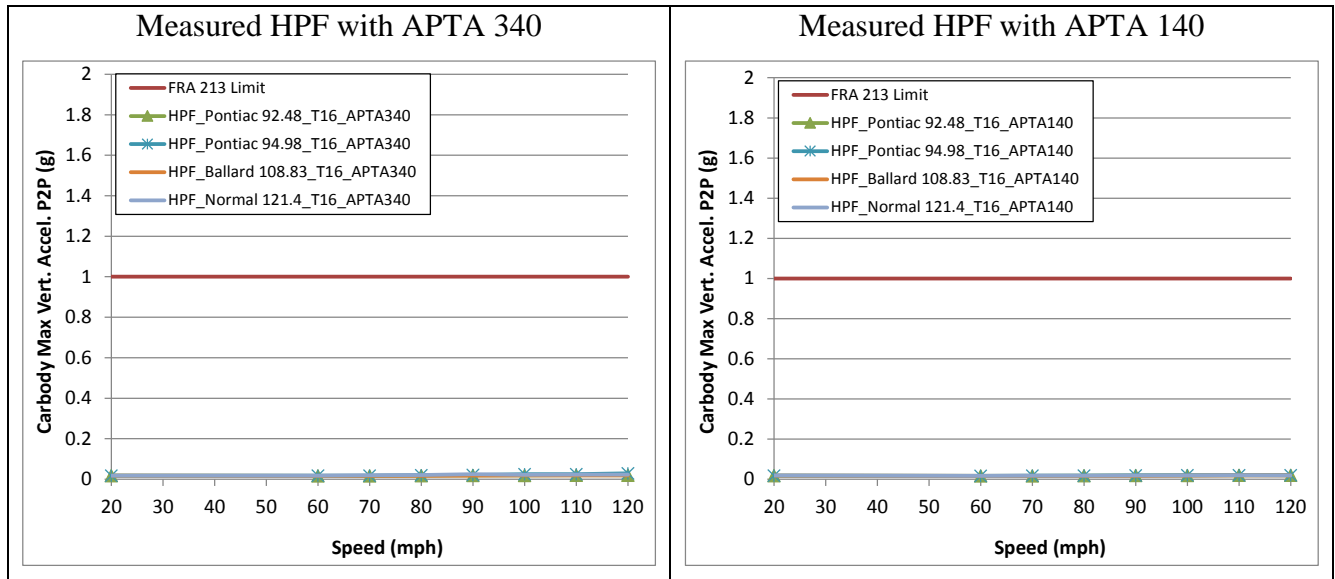 Measured HPF with APTA 340
2
1.8
1.6
1.4
1.2
1
0.8
0.6
0.4
0.2
0
Carbody Max Vert. Accel. P2P (g)
FRA 213 Limit
HPF_Pontiac 92.48_T16_APTA340
HPF_Pontiac 94.98_T16_APTA340
HPF_Ballard 108.83_T16_APTA340
HPF_Normal 121.4_T16_APTA340
20 30 40 50 60 70 80 90 100 110 120
Speed (mph)
Measured HPF with APTA 140
2
1.8
1.6
1.4
1.2
1
0.8
0.6
0.4
0.2
0
Carbody Max Vert. Accel. P2P (g)
FRA 213 Limit
HPF_Pontiac 92.48_T16_APTA140
HPF_Pontiac 94.98_T16_APTA140
HPF_Ballard 108.83_T16_APTA140
HPF_Normal 121.4_T16_APTA140
20 30 40 50 60 70 80 90 100 110 120
Speed (mph)